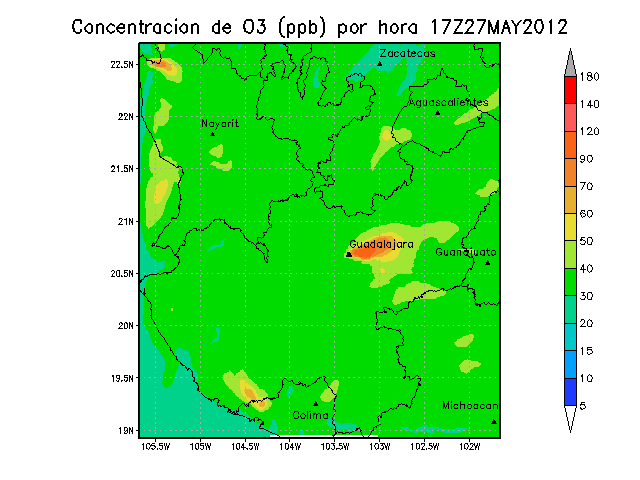 Concentracion de O3 (ppb) por hora 17Z27MAY2012
Zacatecas
22.5N
180
Aguascalientes
140
22N
Nayarit
120
90
21.5N
70
60
21N
Guadalajara
50
Guanajuato
40
20.5N
30
20N
20
15
19.5N
10
Michoacan
5
Colima
19N
105.5W 105W 104.5W 104W 103.5W 103W 102.5W 102W